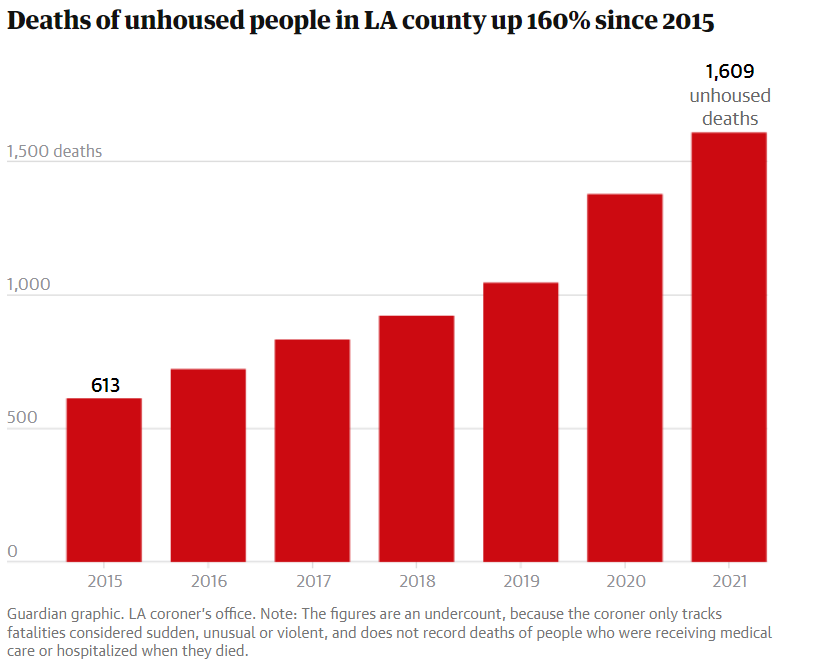 Deaths of unhoused people in LA county up 160% since 2015
1,609
unhoused
deaths
1,500 deaths
1,000
613
500
0
2015 2016 2017 2018 2019 2020 2021
Guardian graphic. LA coroner's office. Note: The figures are an undercount, because the coroner only tracks
fatalities considered sudden, unusual or violent, and does not record deaths of people who were receiving medical
care or hospitalized when they died.